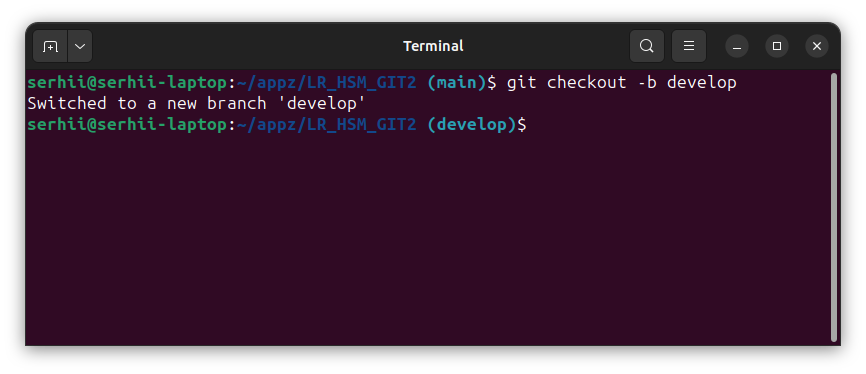 Terminal
serhii@serhii-laptop:~/appz/LR_HSM_GIT2 (main)$ git checkout -b develop
Switched to a new branch 'develop'
serhii@serhii-laptop:~/appz/LR_HSM_GIT2 (develop)$